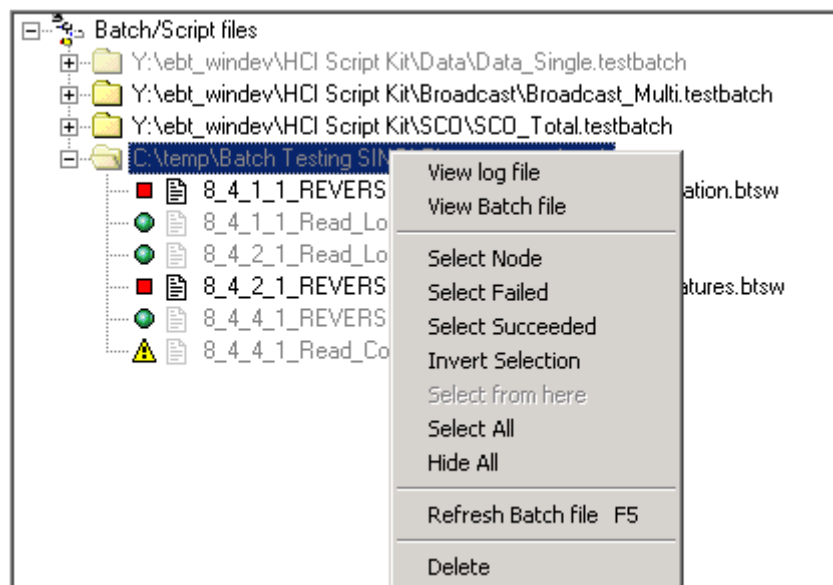 Batch/Script files
Y:\ebt_windev\HCI Script Kit\Data\Data_Single.testbatch
Y:\ebt_windev\HCI Script Kit\Broadcast\Broadcast_Multi.testbatch
Y:\ebt_windev\HCI Script Kit\SCO\SCO_Total.testbatch
C:\temp\Batch Testing
8_4_1_1_REVERS ation.btsw
8_4_1_1_Read_Lo
8_4_2_1_Read_Lo
8_4_2_1_REVERS atures.btsw
8_4_4_1_REVERS
8_4_4_1_Read_Co
View log file
View Batch file
Select Node
Select Failed
Select Succeeded
Invert Selection
Select from here
Select All
Hide All
Refresh Batch file F5
Delete